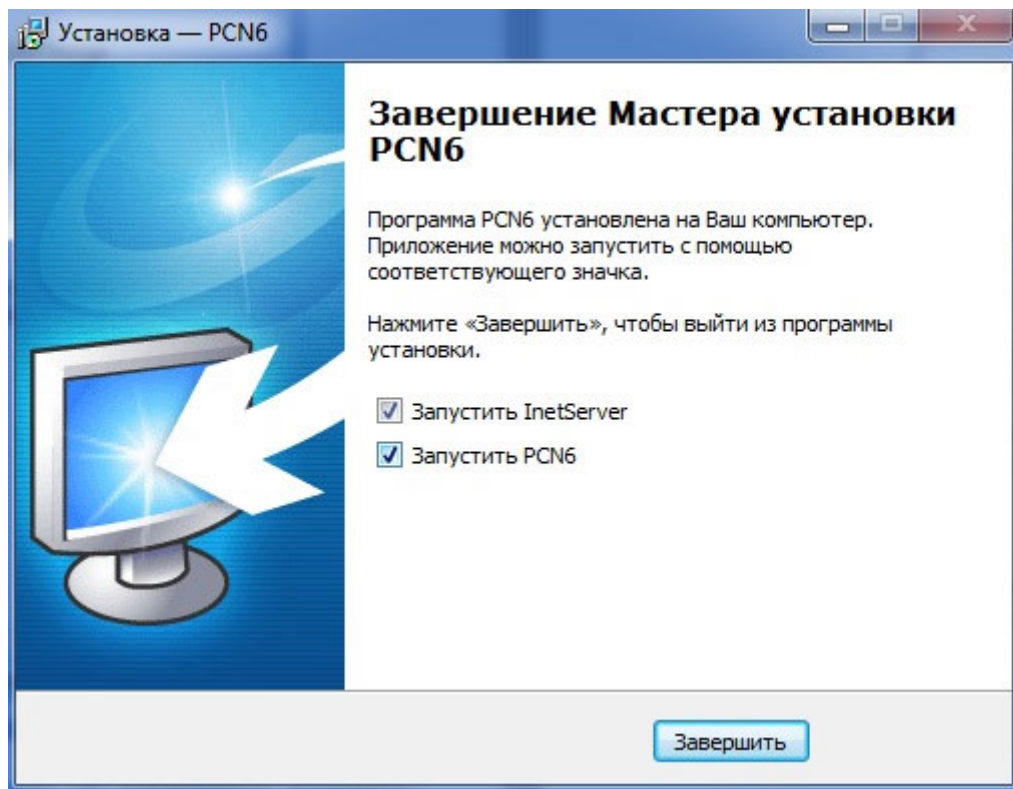 Установка — PCN6
Завершение Мастера установки
PCN6
Программа PCN6 установлена на Ваш компьютер.
Приложение можно запустить с помощью
соответствующего значка.
Нажмите «Завершить», чтобы выйти из программы
установки.
Запустить InetServer
Запустить PCN6
Завершить